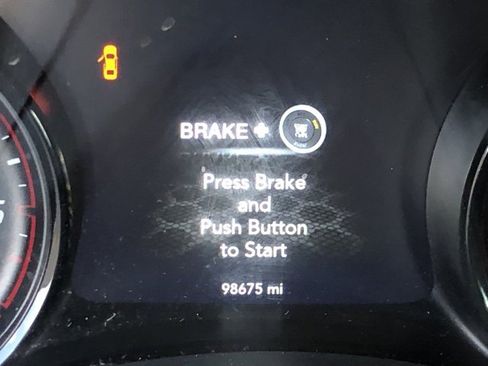 BRAKE +
Press Brake
and
Push Button
to Start
98675 mi